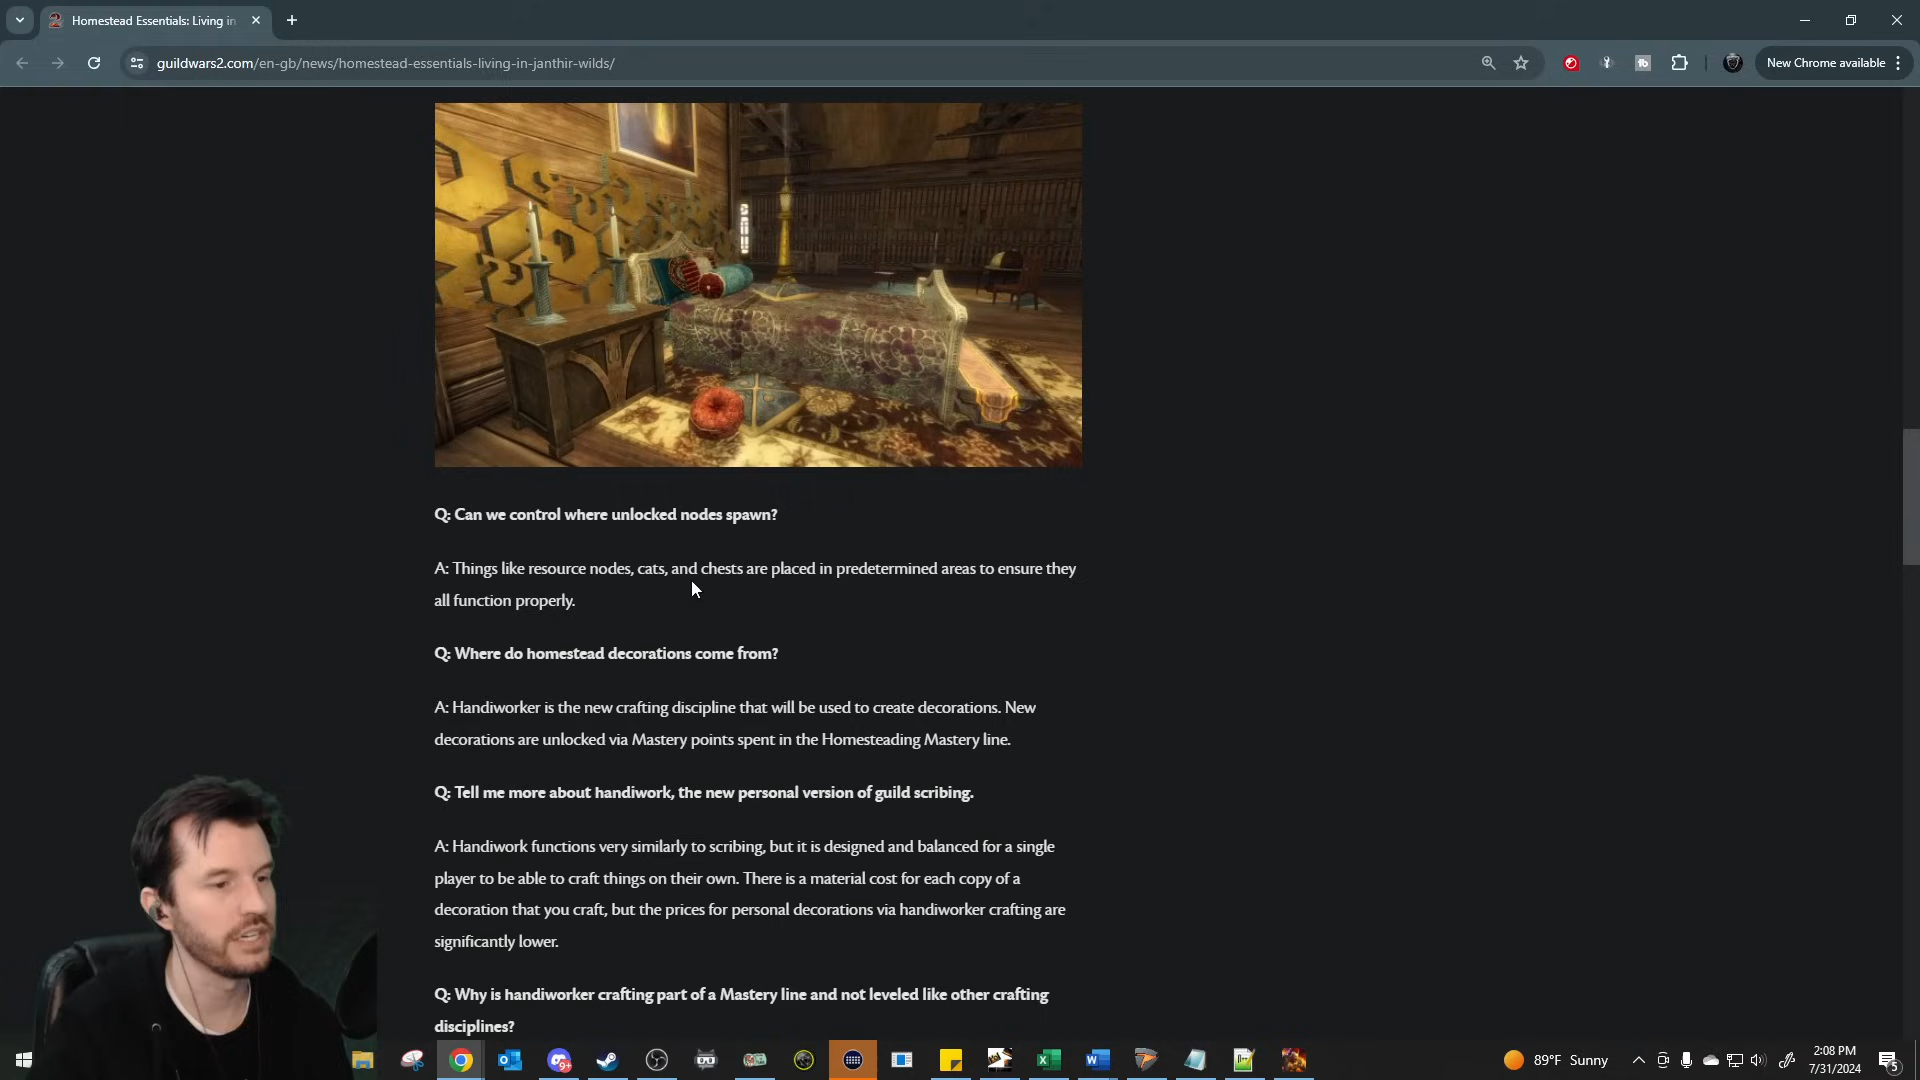 Homestead Essentials: Living in
guildwars2.com/en-gb/news/homestead-essentials-living-in-janthir-wilds/
New Chrome available
Q: Can we control where unlocked nodes spawn?
A: Things like resource nodes, cats, and chests are placed in predetermined areas to ensure they
all function properly.
Q: Where do homestead decorations come from?
A: Handiworker is the new crafting discipline that will be used to create decorations. New
decorations are unlocked via Mastery points spent in the Homesteading Mastery line.
Q: Tell me more about handiwork, the new personal version of guild scribing.
A: Handiwork functions very similarly to scribing, but it is designed and balanced for a single
player to be able to craft things on their own. There is a material cost for each copy of a
decoration that you craft, but the prices for personal decorations via handiworker crafting are
significantly lower.
Q: Why is handiworker crafting part of a Mastery line and not leveled like other crafting
disciplines?
89°F Sunny
2:08 PM
7/31/2024
5